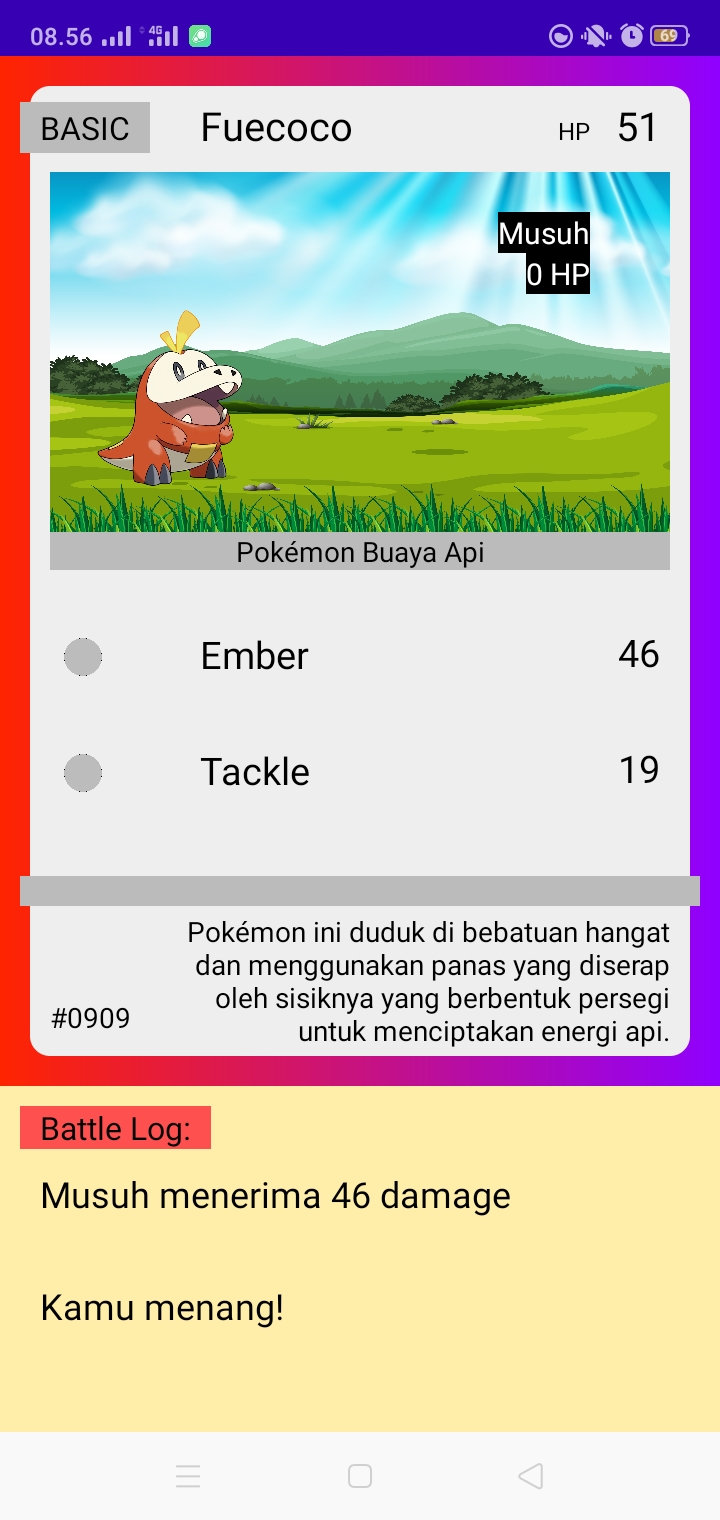 08.56 4G 69
BASIC Fuecoco HP 51
Musuh
0 HP
Pokémon Buaya Api
Ember 46
Tackle 19
Pokémon ini duduk di bebatuan hangat
dan menggunakan panas yang diserap
oleh sisiknya yang berbentuk persegi
#0909 untuk menciptakan energi api.
Battle Log:
Musuh menerima 46 damage
Kamu menang!